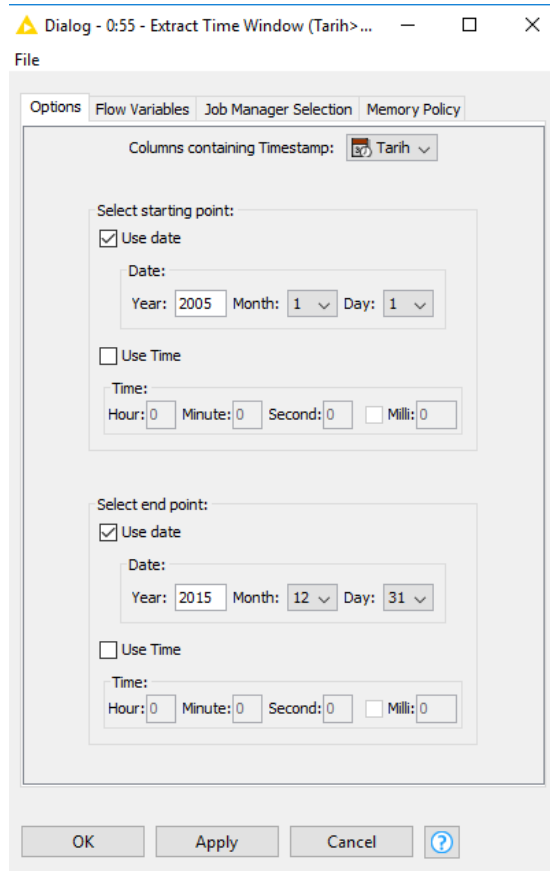 Dialog - 0:55 - Extract Time Window (Tarih>...
File
Options Flow Variables Job Manager Selection Memory Policy
Columns containing Timestamp: Tarih
Select starting point:
Use date
Date:
Year: 2005 Month: 1 Day: 1
Use Time
Time:
Hour: 0 Minute: 0 Second: 0 Milli: 0
Select end point:
Use date
Date:
Year: 2015 Month: 12 Day: 31
Use Time
Time:
Hour: 0 Minute: 0 Second: 0 Milli: 0
OK Apply Cancel ?